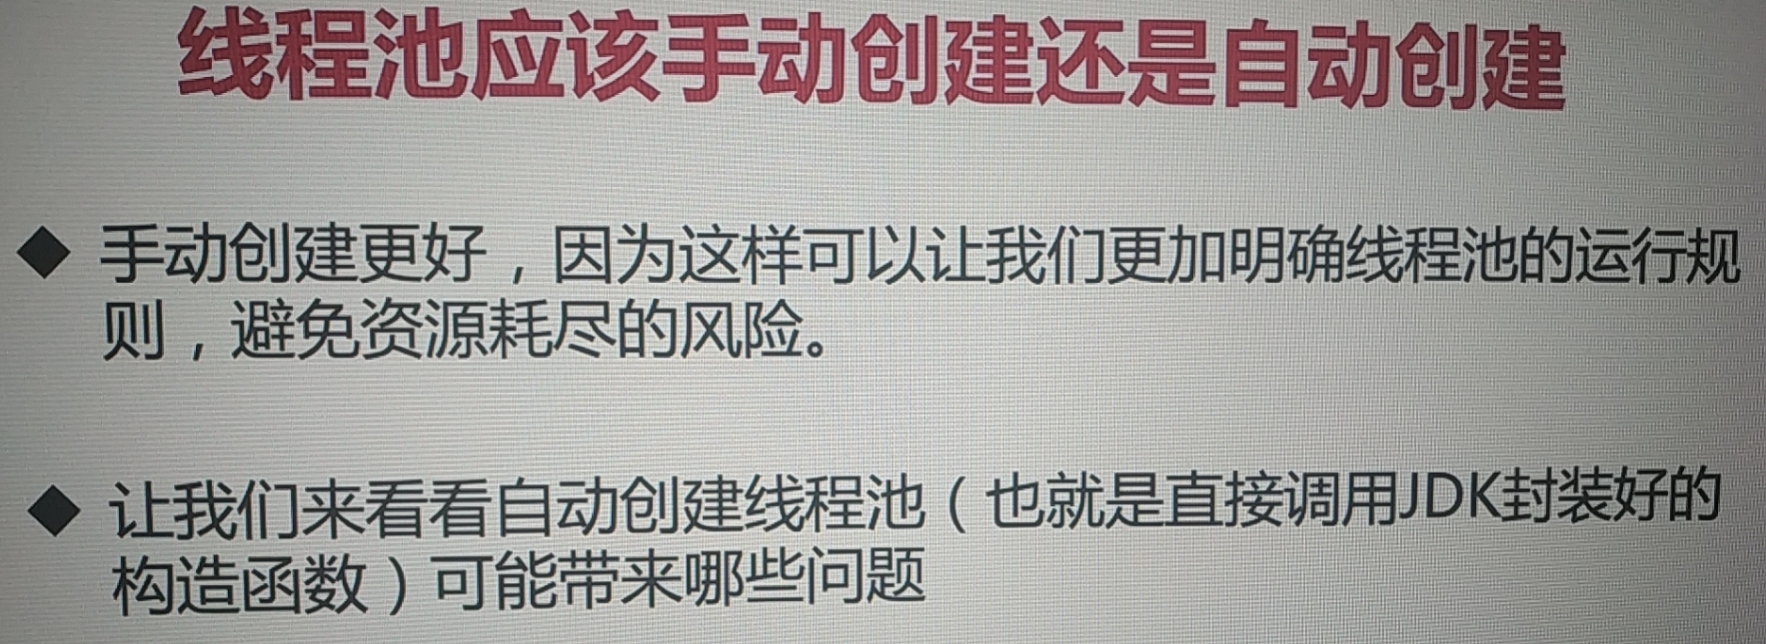 线程池应该手动创建还是自动创建
◆ 手动创建更好，因为这样可以让我们更加明确线程池的运行规
则，避免资源耗尽的风险。
◆ 让我们来看看自动创建线程池（也就是直接调用JDK封装好的
构造函数）可能带来哪些问题